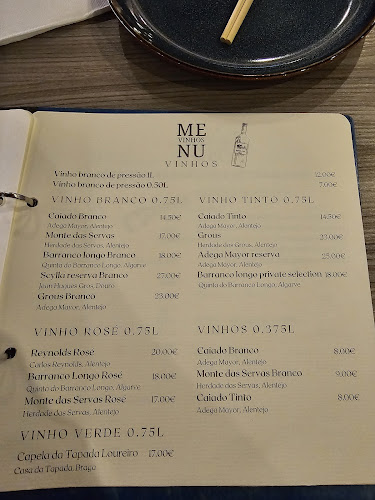 ME
VINHOS
NU
VINHOS
Vinho branco de pressão 1L 12.00€
Vinho branco de pressão 0.50L 7.00€
VINHO BRANCO 0.75L
Caiado Branco 14.50€
Adega Mayor, Alentejo
Monte das Servas 17.00€
Herdade das Servas, Alentejo
Barranco longo Branco 18.00€
Quinta do Barranco Longo, Algarve
Scylla reserva Branco 27.00€
Jean Hugues Gros, Douro
Grous Branco 23.00€
Adega Mayor, Alentejo
VINHO TINTO 0.75L
Caiado Tinto 14.50€
Adega Mayor, Alentejo
Grous 23.00€
Herdade dos Grous, Alentejo
Adega Mayor reserva 25.00€
Adega Mayor, Alentejo
Barranco longo private selection 18.00€
Quinta do Barranco Longo, Algarve
VINHO ROSE 0.75L
Reynolds Rose 20.00€
Carlos Reynolds, Alentejo
Barranco Longo Rose 18.00€
Quinta do Barranco Longo, Algarve
Monte das Servas Rose 17.00€
Herdade das Servas, Alentejo
VINHOS 0,375L
Caiado Branco 8.00€
Adega Mayor, Alentejo
Monte das Servas Branco 9.00€
Herdade das Servas, Alentejo
Caiado Tinto 8.00€
Adega Mayor, Alentejo
VINHO VERDE 0.75L
Capela da Tapada Loureiro 17.00€
Casa da Tapada, Braga